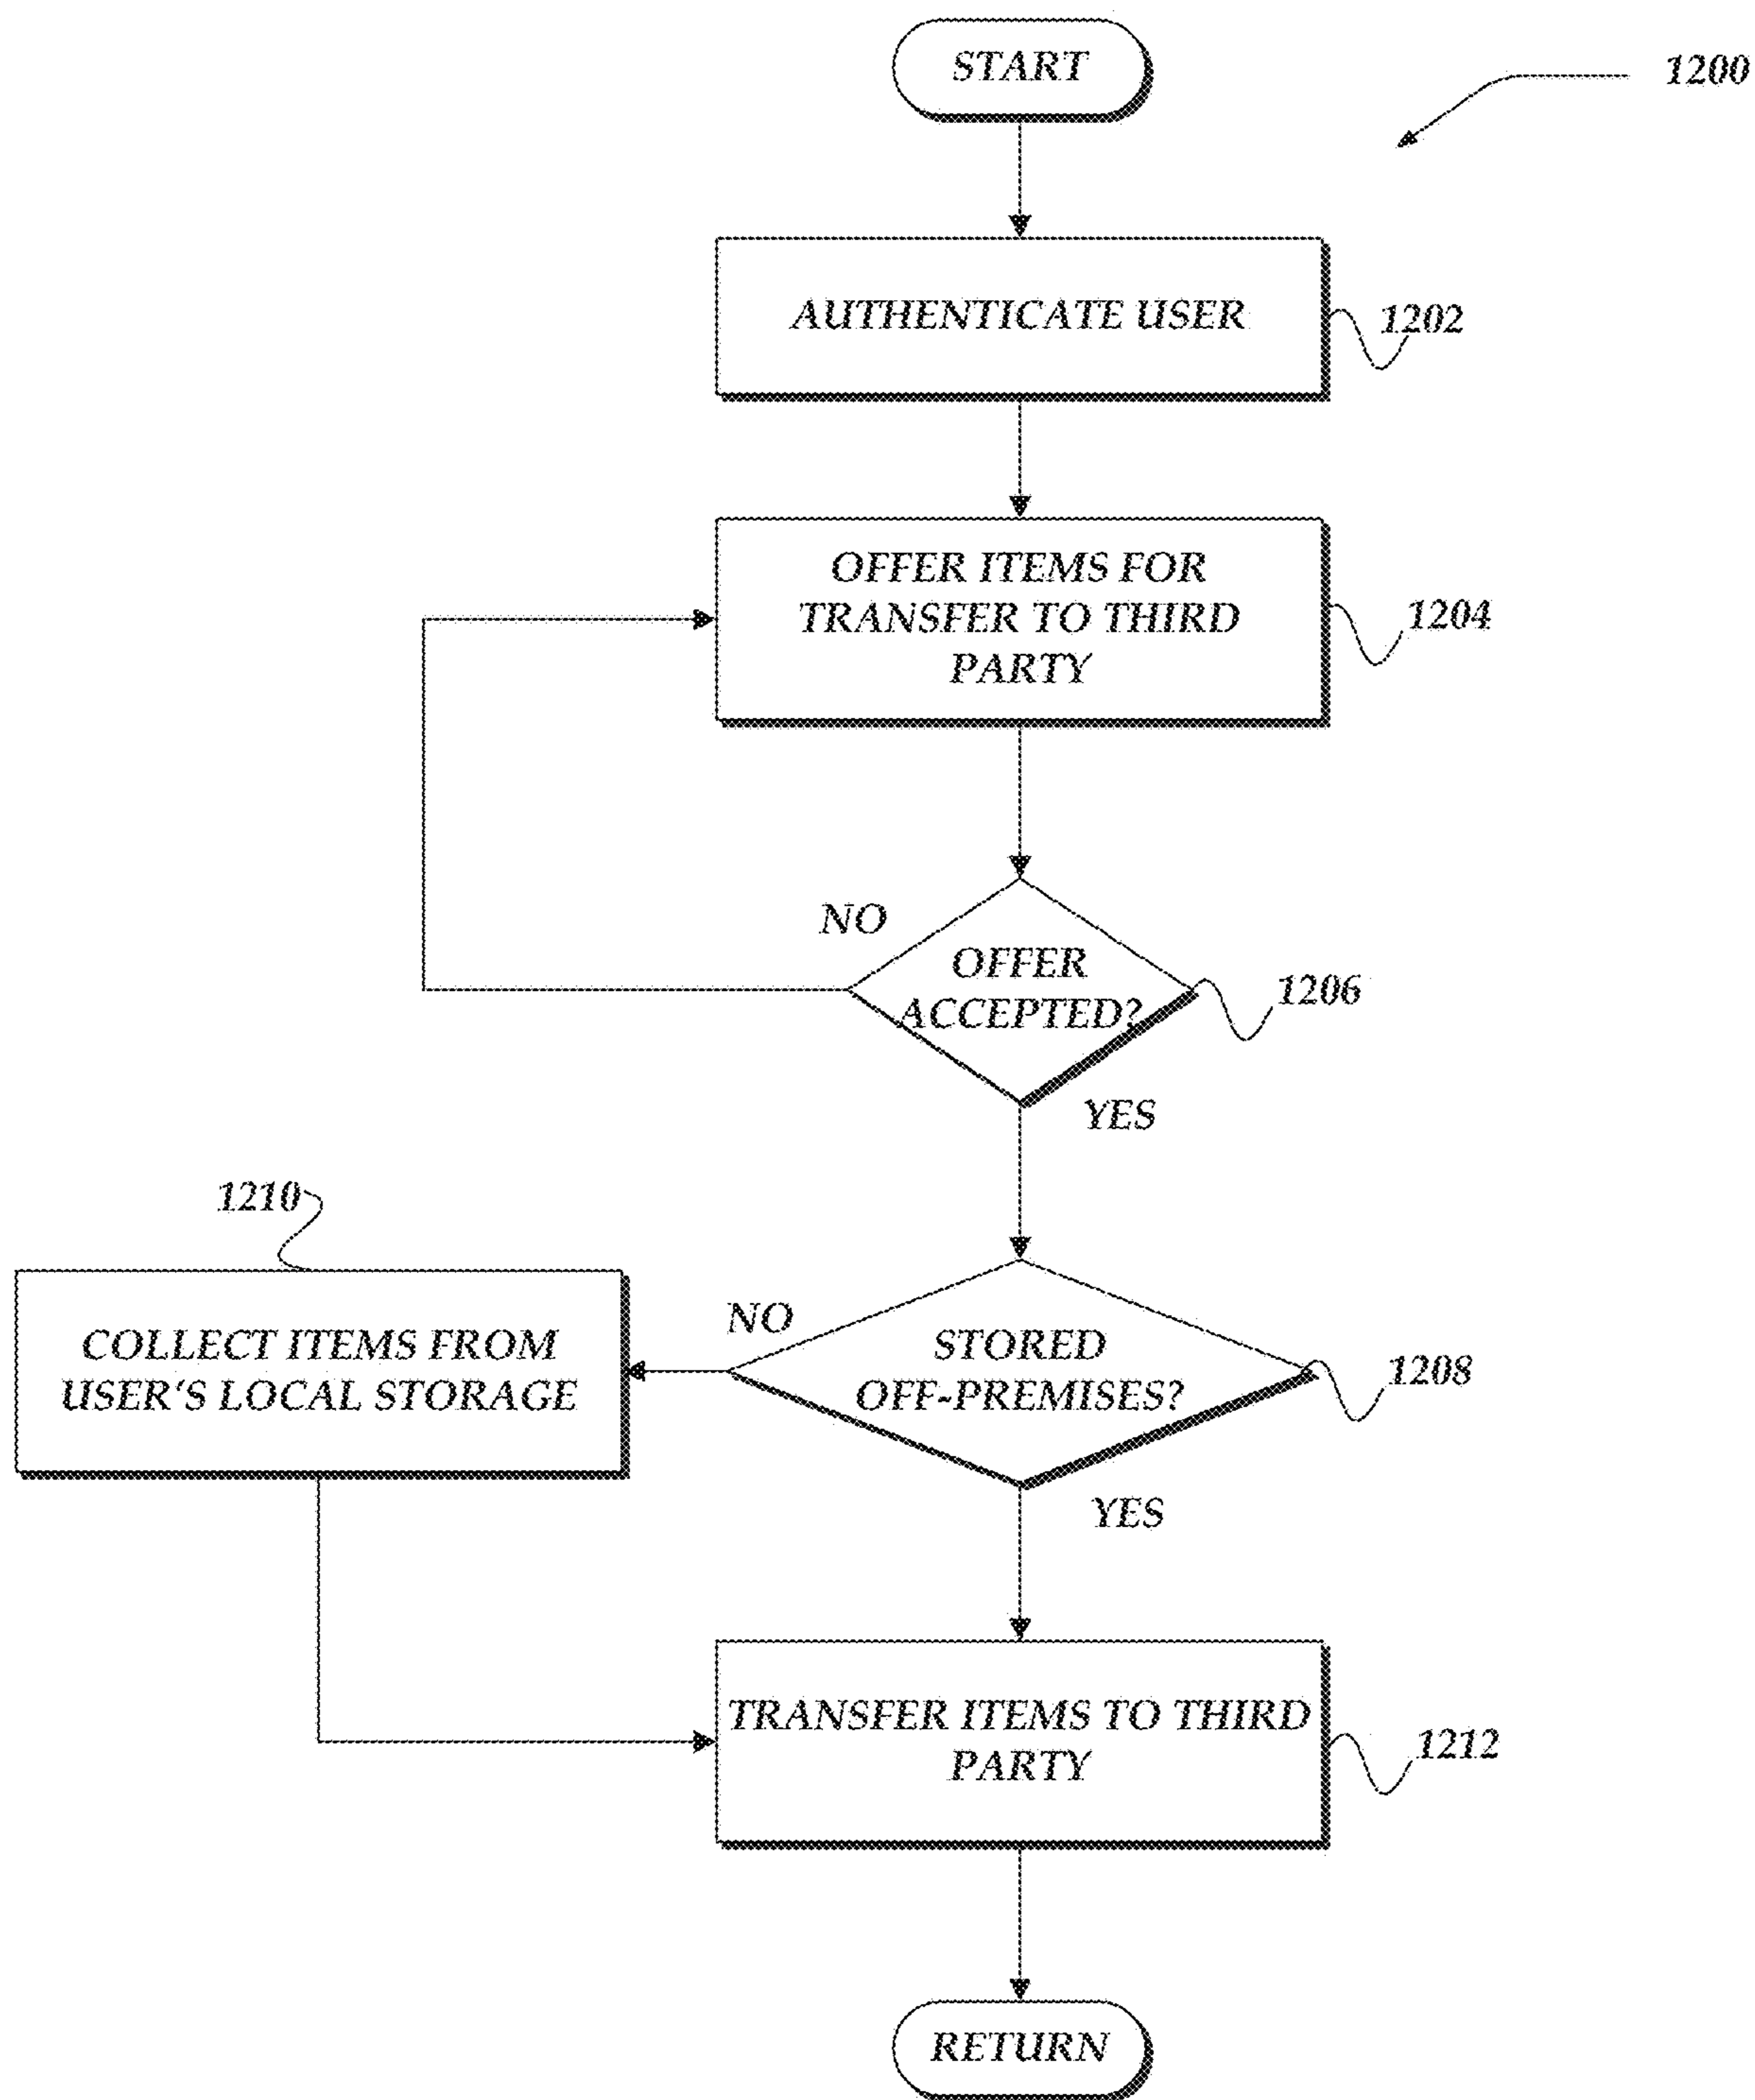 START
1200
AUTHENTICATE USER
1202
OFFER ITEMS FOR
TRANSFER TO THIRD
PARTY
1204
NO
OFFER
ACCEPTED?
1206
YES
1210
COLLECT ITEMS FROM
USER'S LOCAL STORAGE
NO
STORED
OFF-PREMISES?
1208
YES
TRANSFER ITEMS TO THIRD
PARTY
1212
RETURN